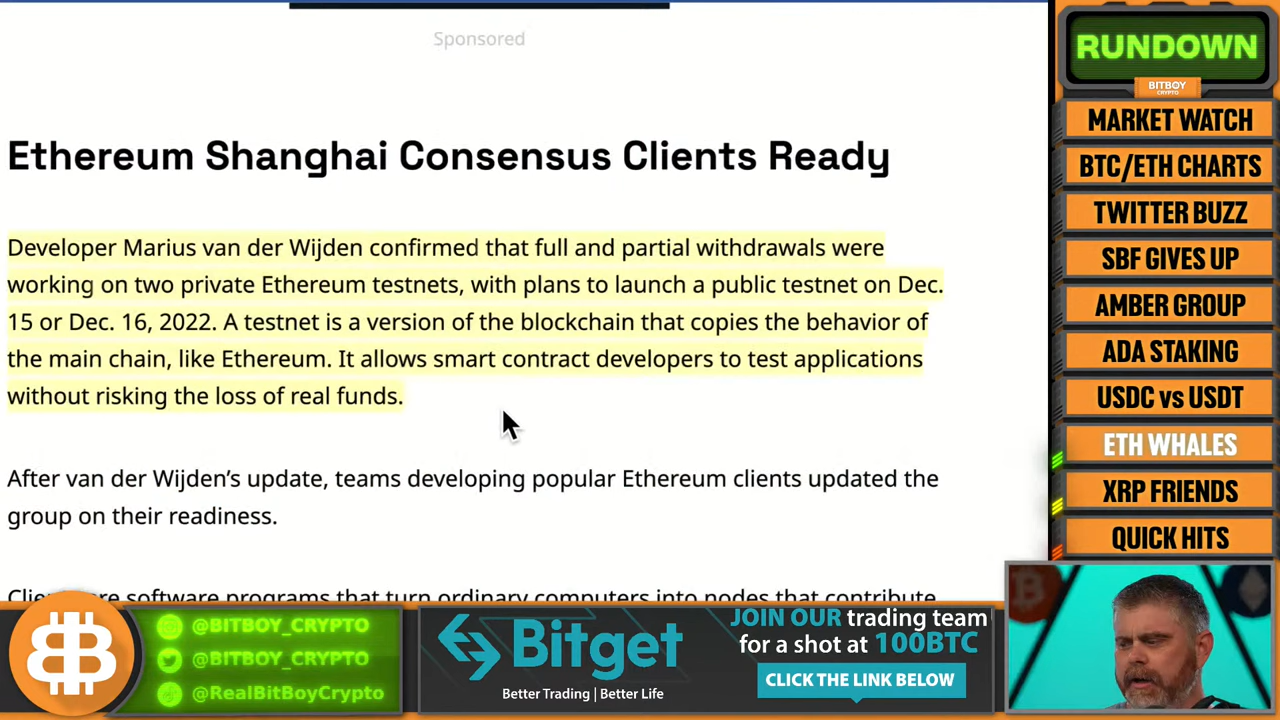 Sponsored
Ethereum Shanghai Consensus Clients Ready
Developer Marius van der Wijden confirmed that full and partial withdrawals were
working on two private Ethereum testnets, with plans to launch a public testnet on Dec.
15 or Dec. 16, 2022. A testnet is a version of the blockchain that copies the behavior of
the main chain, like Ethereum. It allows smart contract developers to test applications
without risking the loss of real funds.
After van der Wijden’s update, teams developing popular Ethereum clients updated the
group on their readiness.
software programs that turn ordinary computers into nodes that contribute
RUNDOWN
BITBOY
CRYPTO
MARKET WATCH
BTC/ETH CHARTS
TWITTER BUZZ
SBF GIVES UP
AMBER GROUP
ADA STAKING
USDC vs USDT
ETH WHALES
XRP FRIENDS
QUICK HITS
@BITBOY_CRYPTO
@BITBOY_CRYPTO
@RealBitBoyCrypto
Bitget
Better Trading | Better Life
JOIN OUR trading team
for a shot at 100BTC
CLICK THE LINK BELOW